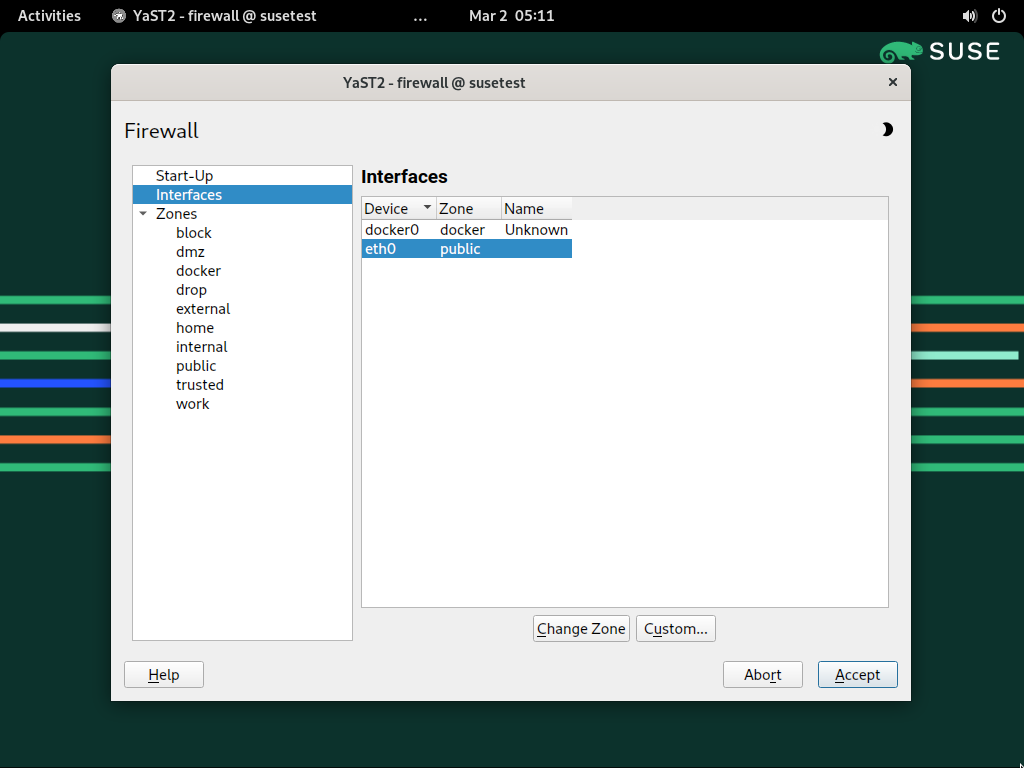 Activities YaST2 - firewall @ susetest ... Mar 2 05:11
SUSE
YaST2 - firewall @ susetest
Firewall
Start-Up
Interfaces
Zones
block
dmz
docker
drop
external
home
internal
public
trusted
work
Interfaces
Device Zone Name
docker0 docker Unknown
eth0 public
Change Zone Custom...
Help Abort Accept